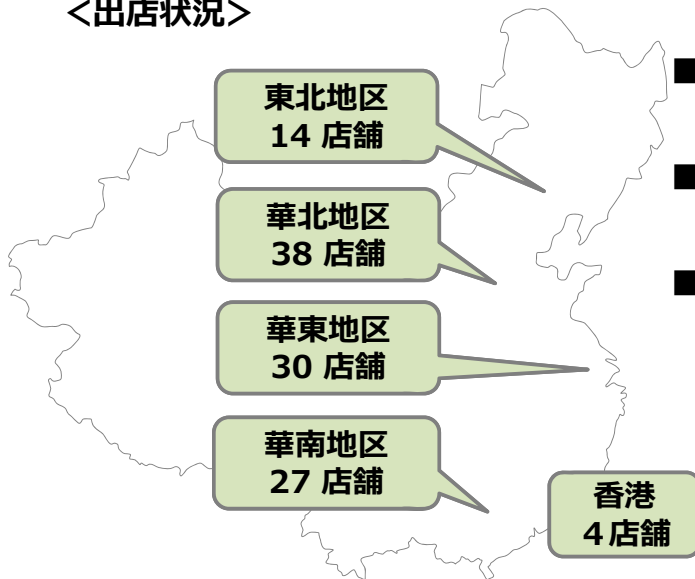 ＜出店状況＞
東北地区
14 店舗
華北地区
38 店舗
華東地区
30 店舗
華南地区
27 店舗
香港
４店舗